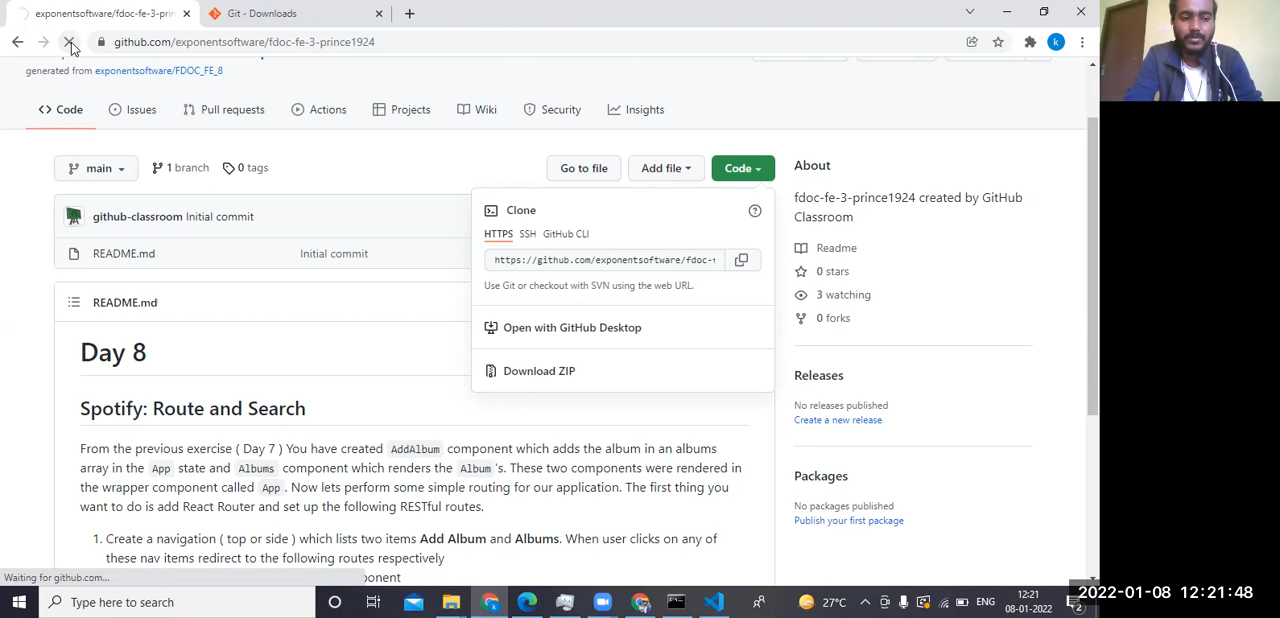 exponentsoftware/fdoc-fe-3-prin
Git - Downloads
github.com/exponentsoftware/fdoc-fe-3-prince1924
k
generated from exponentsoftware/FDOC_FE_8
Code
Issues
Pull requests
Actions
Projects
Wiki
Security
Insights
main
1 branch
0 tags
Go to file
Add file
Code
About
fdoc-fe-3-prince1924 created by GitHub
Classroom
github-classroom Initial commit
Clone
HTTPS SSH GitHub CLI
README.md
Initial commit
https://github.com/exponentsoftware/fdoc-f
Use Git or checkout with SVN using the web URL.
Readme
0 stars
3 watching
0 forks
README.md
Open with GitHub Desktop
Download ZIP
Day 8
Releases
No releases published
Create a new release
Spotify: Route and Search
From the previous exercise ( Day 7 ) You have created AddAlbum component which adds the album in an albums
array in the App state and Albums component which renders the Album 's. These two components were rendered in
the wrapper component called App . Now lets perform some simple routing for our application. The first thing you
want to do is add React Router and set up the following RESTful routes.
Packages
No packages published
Publish your first package
1. Create a navigation ( top or side ) which lists two items Add Album and Albums. When user clicks on any of
these nav items redirect to the following routes respectively
ponent
Waiting for github.com...
Type here to search
27°C
ENG
12:21
08-01-2022
2
2022-01-08 12:21:48